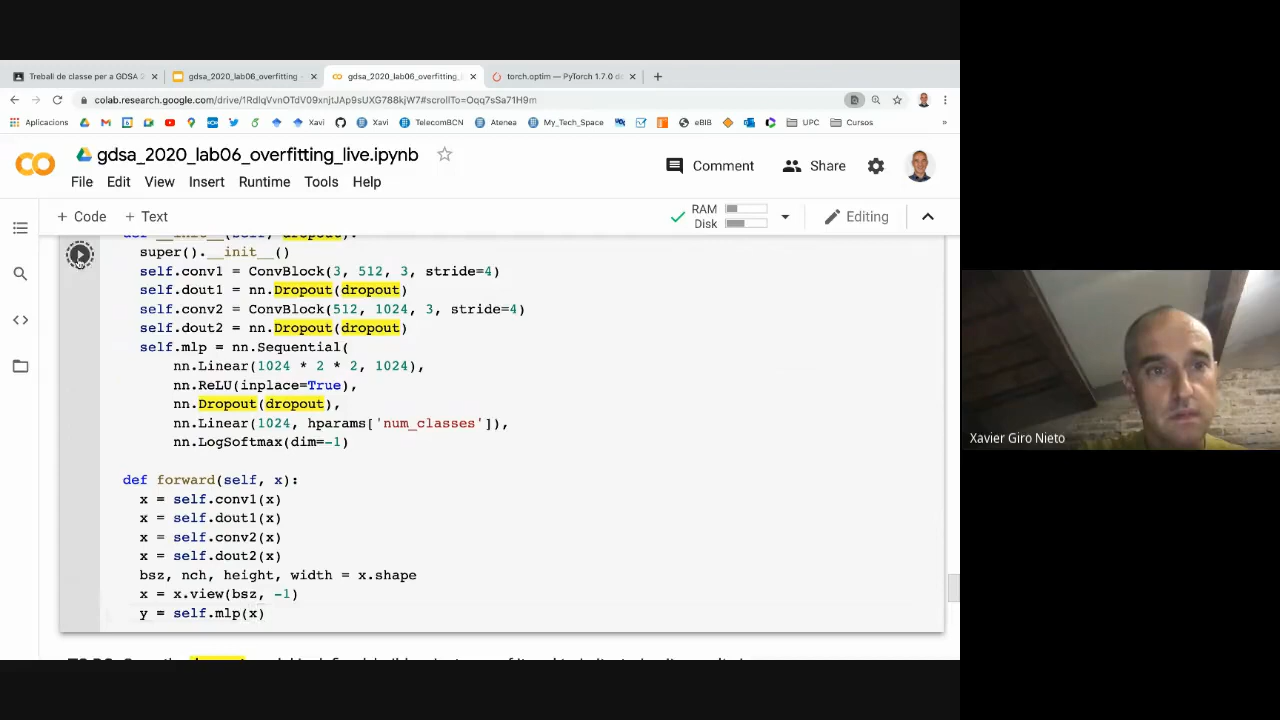 Treball de classe per a GDSA 2
gdsa_2020_lab06_overfitting -
gdsa_2020_lab06_overfitting_l
torch.optim — PyTorch 1.7.0 d
colab.research.google.com/drive/1RdlqVvnOTdV09xnjtJAp9sUXG788kjW7#scrollTo=Oqq7sSa71H9m
Aplicacions
Xavi
Xavi
TelecomBCN
Atenea
My_Tech_Space
eBIB
UPC
Cursos
»
CO
gdsa_2020_lab06_overfitting_live.ipynb
Comment
Share
File Edit View Insert Runtime Tools Help
+ Code + Text
RAM
Disk
Editing
def __init__(self, dropout):
super().__init__()
self.conv1 = ConvBlock(3, 512, 3, stride=4)
self.dout1 = nn.Dropout(dropout)
self.conv2 = ConvBlock(512, 1024, 3, stride=4)
self.dout2 = nn.Dropout(dropout)
self.mlp = nn.Sequential(
nn.Linear(1024 * 2 * 2, 1024),
nn.ReLU(inplace=True),
nn.Dropout(dropout),
nn.Linear(1024, hparams['num_classes']),
nn.LogSoftmax(dim=-1)
def forward(self, x):
x = self.conv1(x)
x = self.dout1(x)
x = self.conv2(x)
x = self.dout2(x)
bsz, nch, height, width = x.shape
x = x.view(bsz, -1)
y = self.mlp(x)
Xavier Giro Nieto